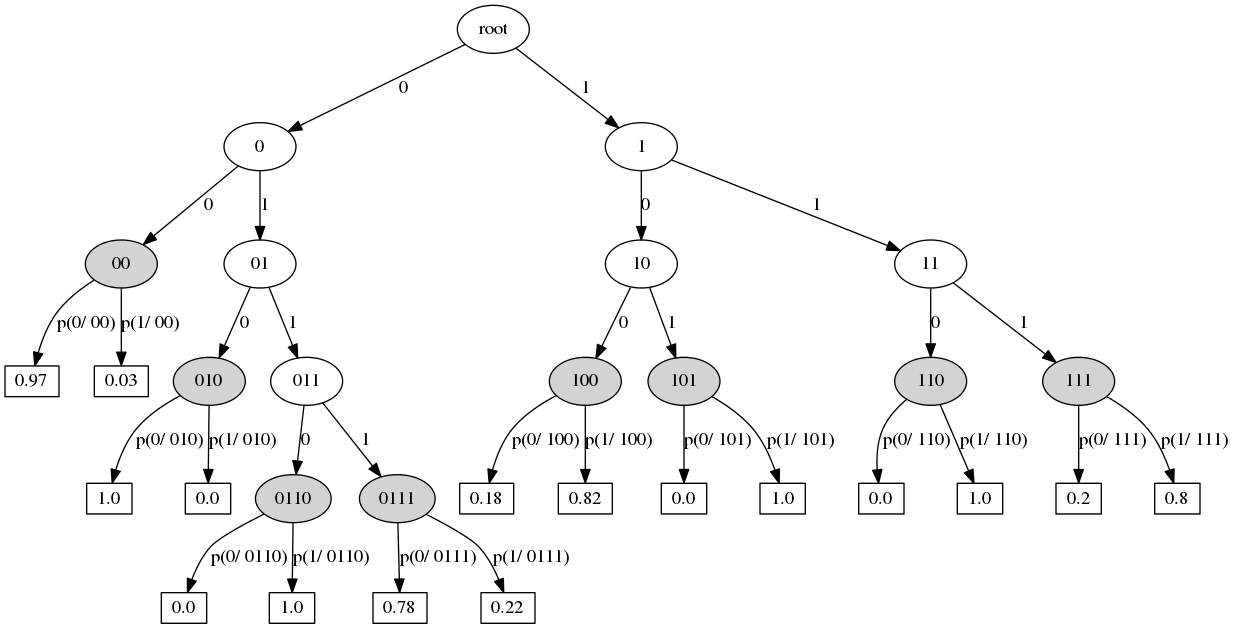 root
0 1
0 1
0 1 0 1
00 01 10 11
p(0/ 00) p(1/ 00) 0 1 0 1 0 1
0.97 0.03 010 011 100 101 110 111
p(0/ 010) p(1/ 010) 0 1 p(0/ 100) p(1/ 100) p(0/ 101) p(1/ 101) p(0/ 110) p(1/ 110) p(0/ 111) p(1/ 111)
1.0 0.0 0110 0111 0.18 0.82 0.0 1.0 0.0 1.0 0.2 0.8
p(0/ 0110) p(1/ 0110) p(0/ 0111) p(1/ 0111)
0.0 1.0 0.78 0.22